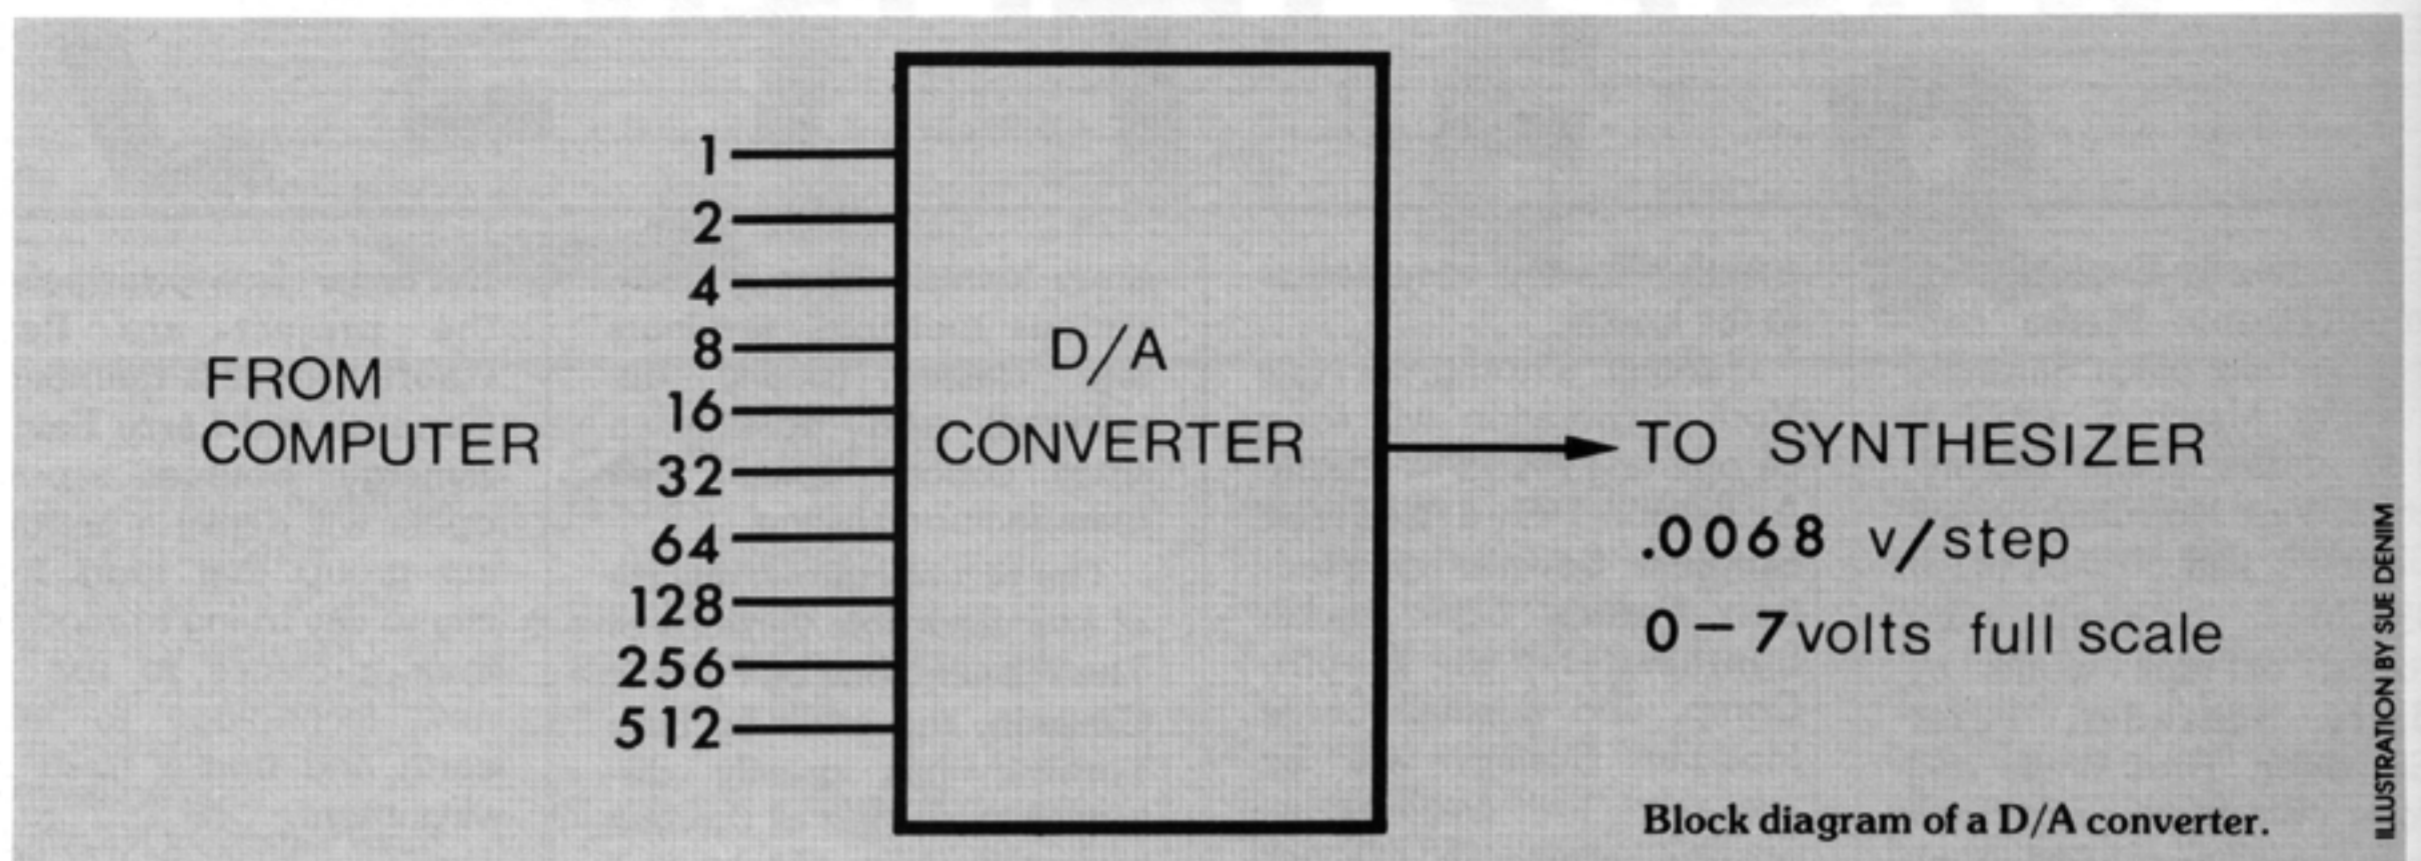 FROM
COMPUTER
1
2
4
8
16
32
64
128
256
512
D/A
CONVERTER
TO SYNTHESIZER
.0068 v/step
0-7 volts full scale
Block diagram of a D/A converter.
ILLUSTRATION BY SUE DENIM